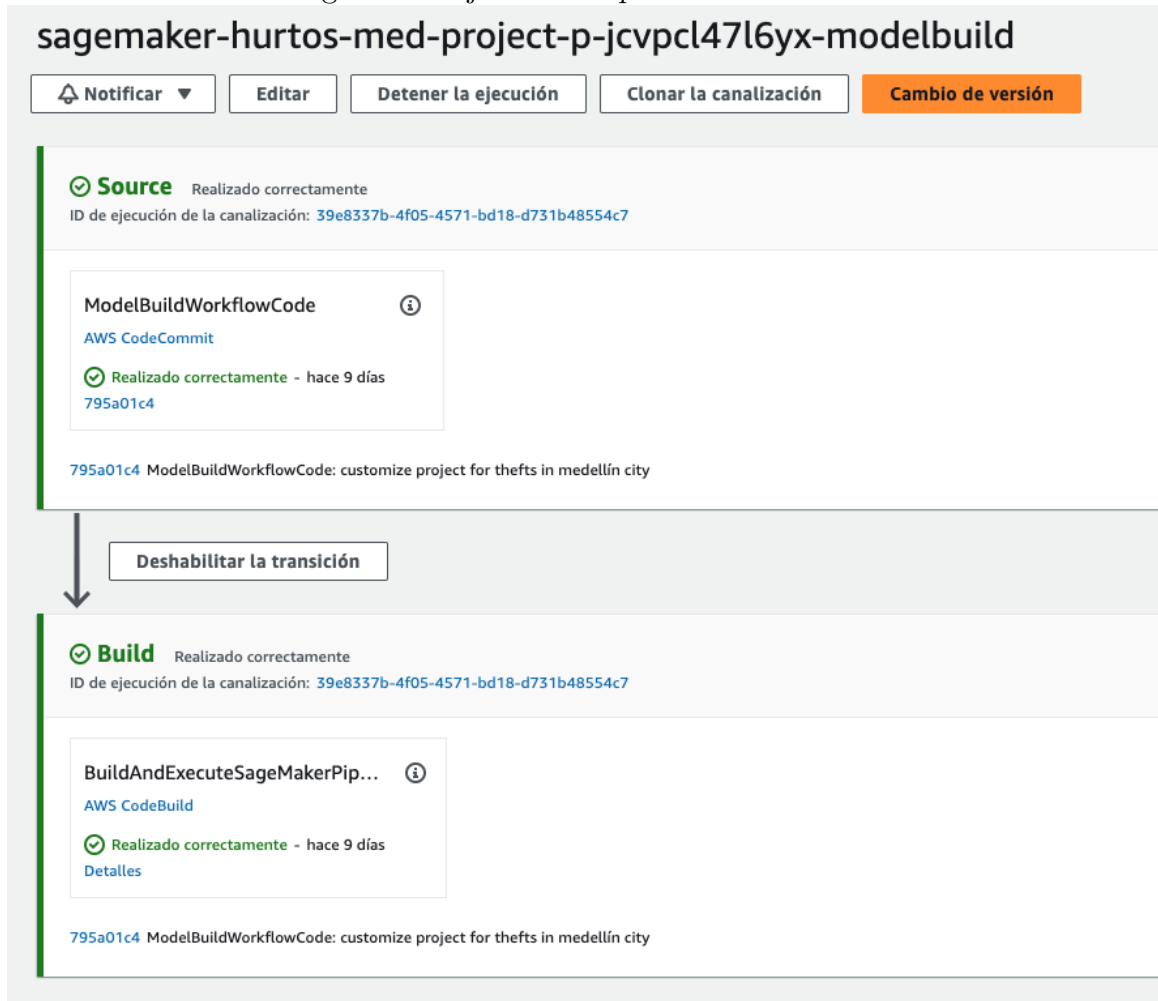 sagemaker-hurtos-med-project-p-jcvpcl47l6yx-modelbuild
Notificar ▼ Editar Detener la ejecución Clonar la canalización Cambio de versión
Source Realizado correctamente
ID de ejecución de la canalización: 39e8337b-4f05-4571-bd18-d731b48554c7
ModelBuildWorkflowCode
AWS CodeCommit
Realizado correctamente - hace 9 días
795a01c4
795a01c4 ModelBuildWorkflowCode: customize project for thefts in medellín city
Deshabilitar la transición
Build Realizado correctamente
ID de ejecución de la canalización: 39e8337b-4f05-4571-bd18-d731b48554c7
BuildAndExecuteSageMakerPip...
AWS CodeBuild
Realizado correctamente - hace 9 días
Detalles
795a01c4 ModelBuildWorkflowCode: customize project for thefts in medellín city